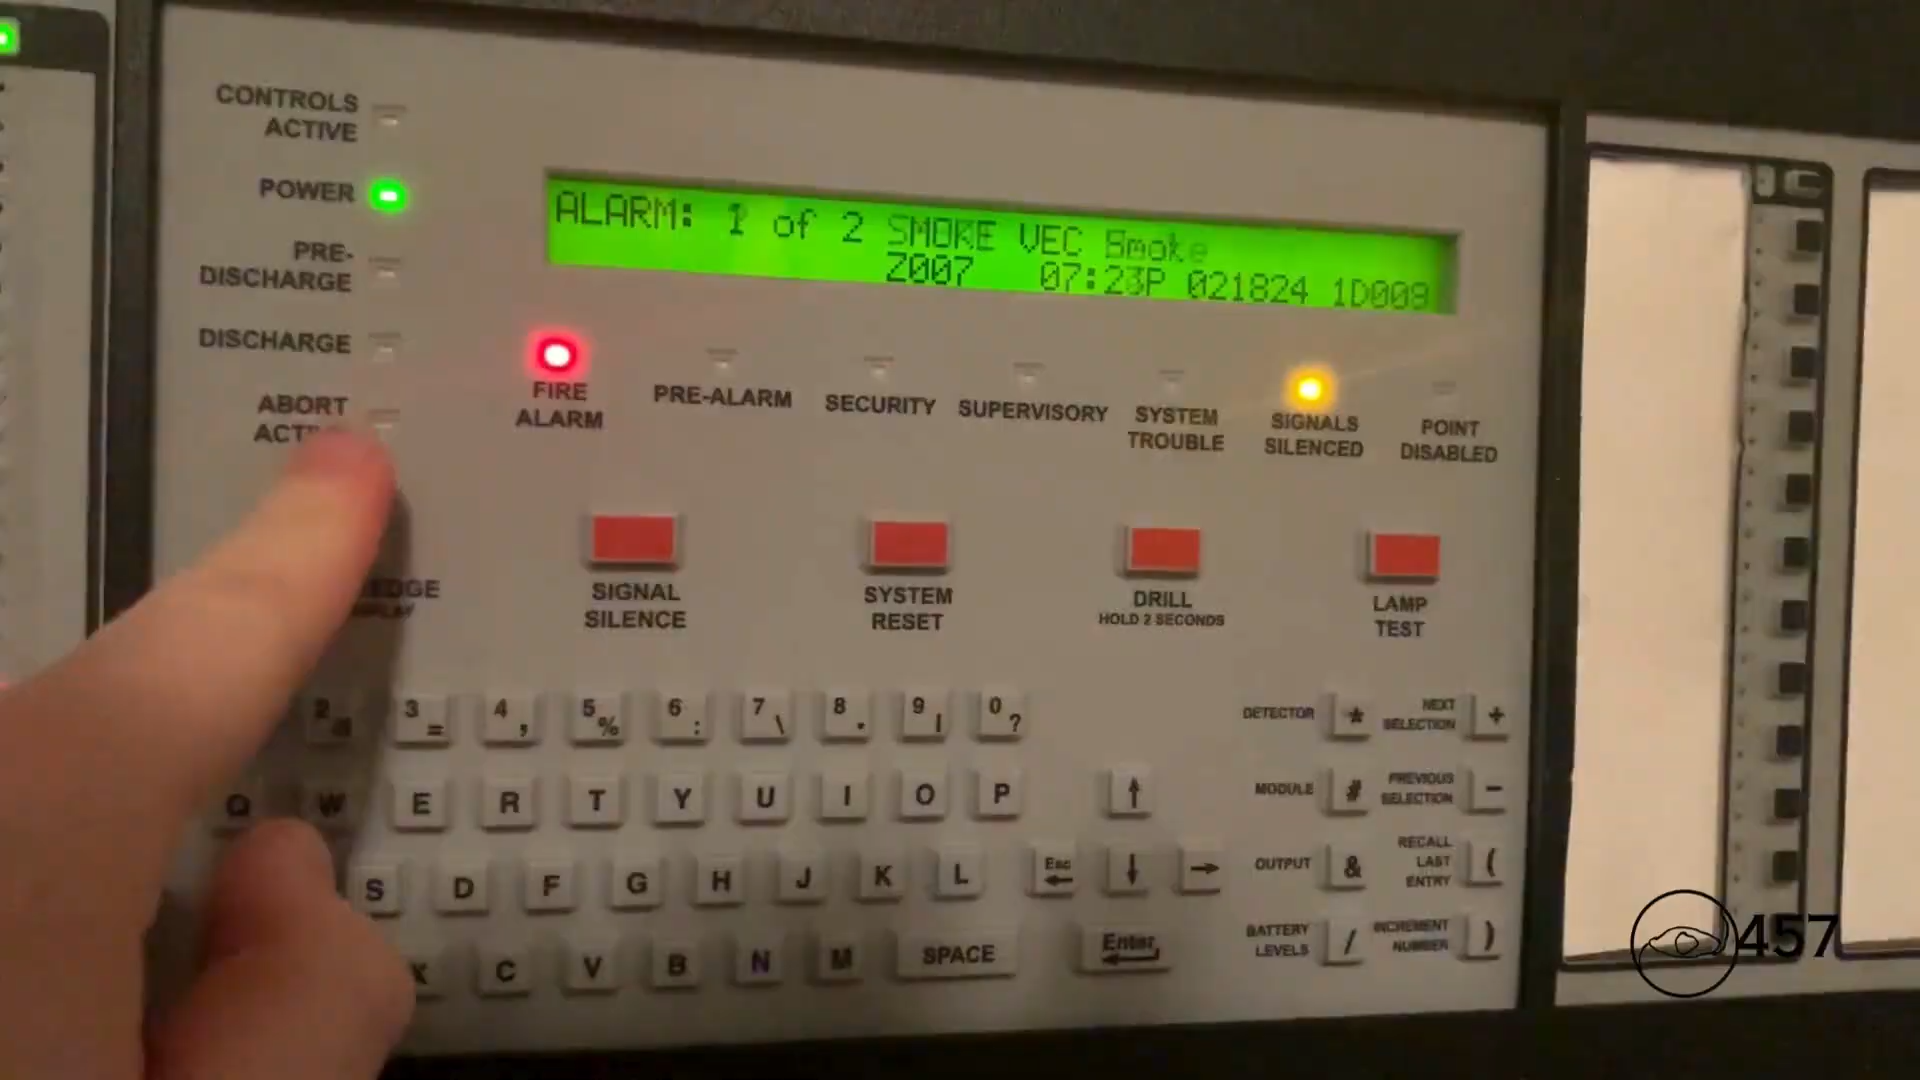 CONTROLS
ACTIVE
POWER
PRE-
DISCHARGE
DISCHARGE
ABORT
ALARM: 1 of 2 SMOKE VEC Smoke
Z007 07:23P 021824 1D009
FIRE
ALARM
PRE-ALARM
SECURITY
SUPERVISORY
SYSTEM
TROUBLE
SIGNALS
SILENCED
POINT
DISABLED
SIGNAL
SILENCE
SYSTEM
RESET
DRILL
HOLD 2 SECONDS
LAMP
TEST
2 3 = 4 , 5 % 6 : 7 \ 8 . 9 | 0 ?
DETECTOR * NEXT SELECTION +
Q W E R T Y U I O P ↑
MODULE # PREVIOUS SELECTION -
S D F G H J K L Esc ← ↓ →
OUTPUT & RECALL LAST ENTRY (
X C V B N M SPACE Enter
BATTERY LEVELS / INCREMENT NUMBER )
457